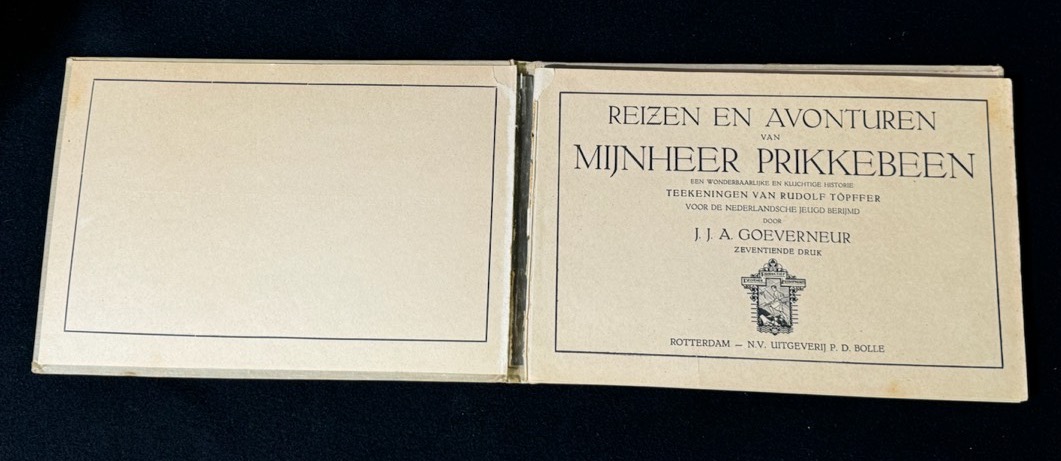 REIZEN EN AVONTUREN
VAN
MIJNHEER PRIKKEBEEN
EEN WONDERBAARLIJKE EN KLUCHTIGE HISTORIE
TEEKENINGEN VAN RUDOLF TÖPFFER
VOOR DE NEDERLANDSCHE JEUGD BERIJMD
DOOR
J. J. A. GOEVERNEUR
ZEVENTIENDE DRUK
ROTTERDAM — N.V. UITGEVERIJ P. D. BOLLE